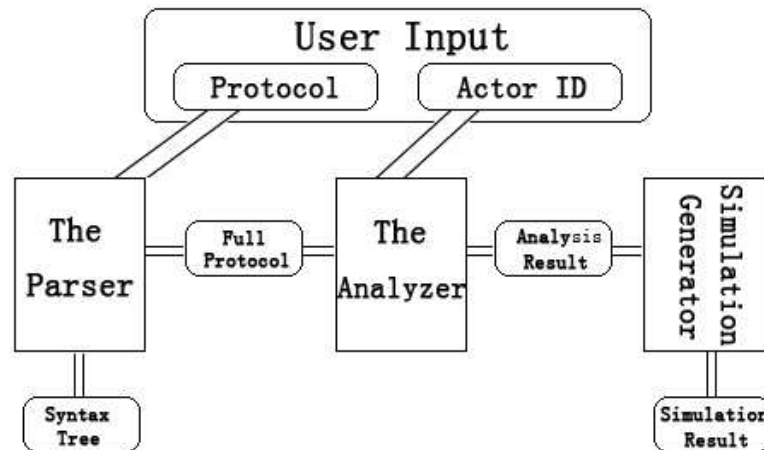 User Input
Protocol
Actor ID
The
Parser
Full
Protocol
The
Analyzer
Analysis
Result
Simulation
Generator
Syntax
Tree
Simulation
Result